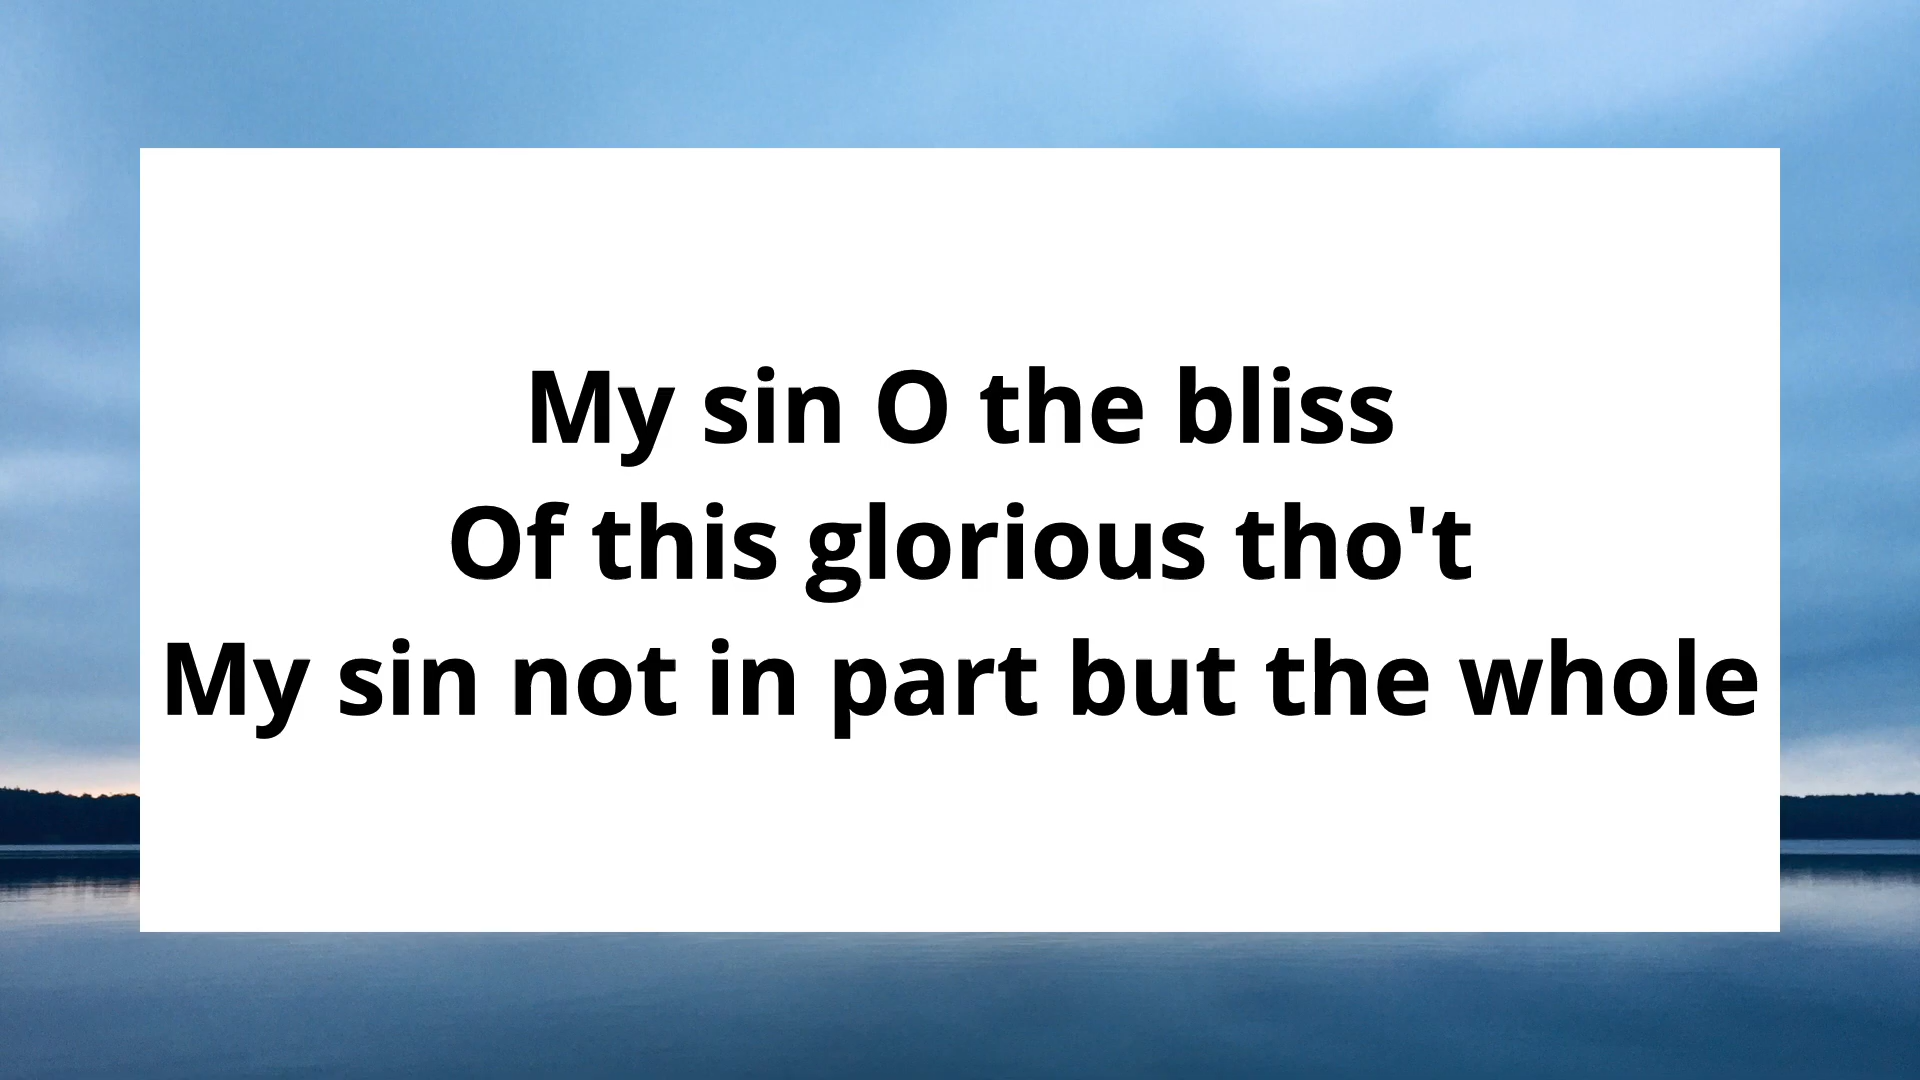 My sin O the bliss
Of this glorious tho't
My sin not in part but the whole